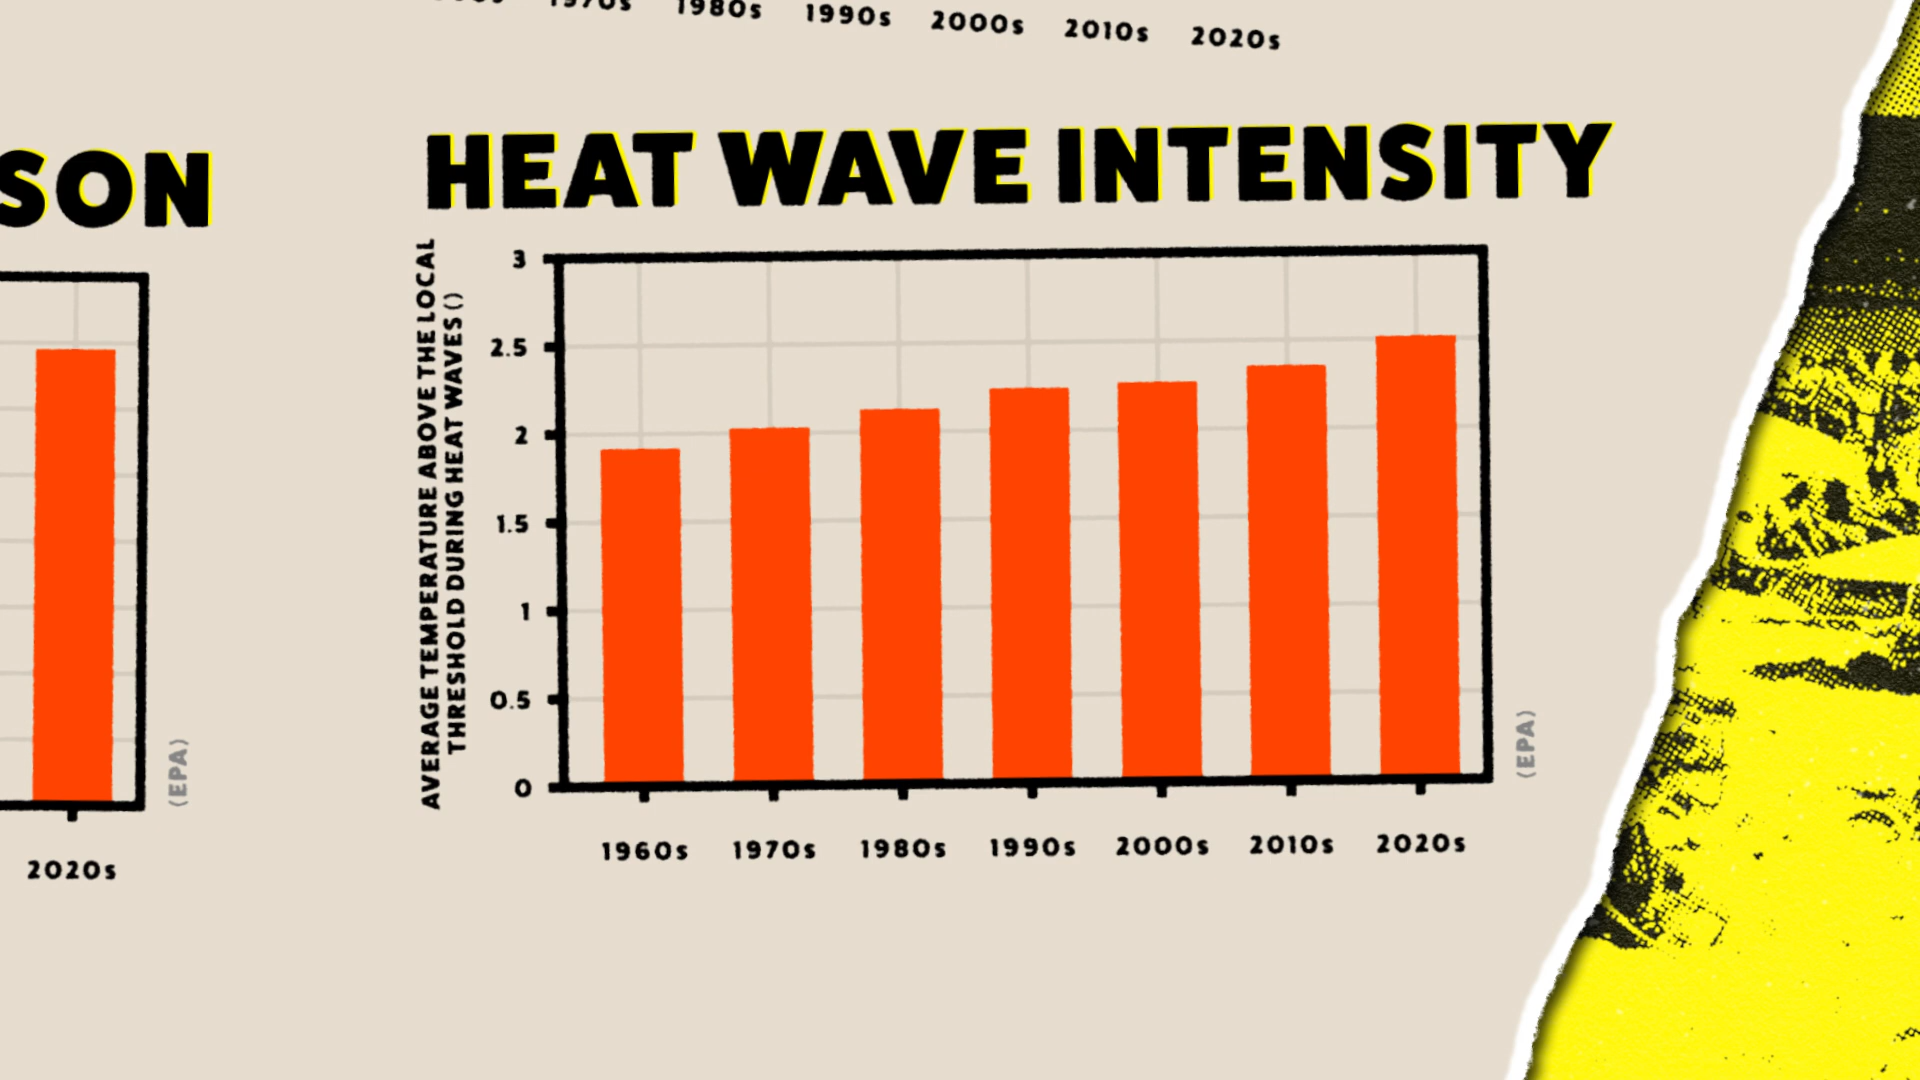 1970s 1980s 1990s 2000s 2010s 2020s
SON
HEAT WAVE INTENSITY
AVERAGE TEMPERATURE ABOVE THE LOCAL
THRESHOLD DURING HEAT WAVES ()
3
2.5
2
1.5
1
0.5
0
1960s 1970s 1980s 1990s 2000s 2010s 2020s
(EPA)
2020s
(EPA)